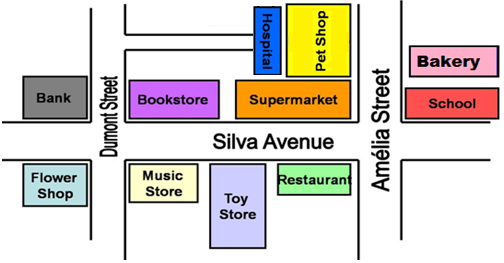 Hospital
Pet Shop
Bakery
Bank
Dumont Street
Bookstore
Supermarket
Amélia Street
School
Silva Avenue
Flower
Shop
Music
Store
Toy
Store
Restaurant